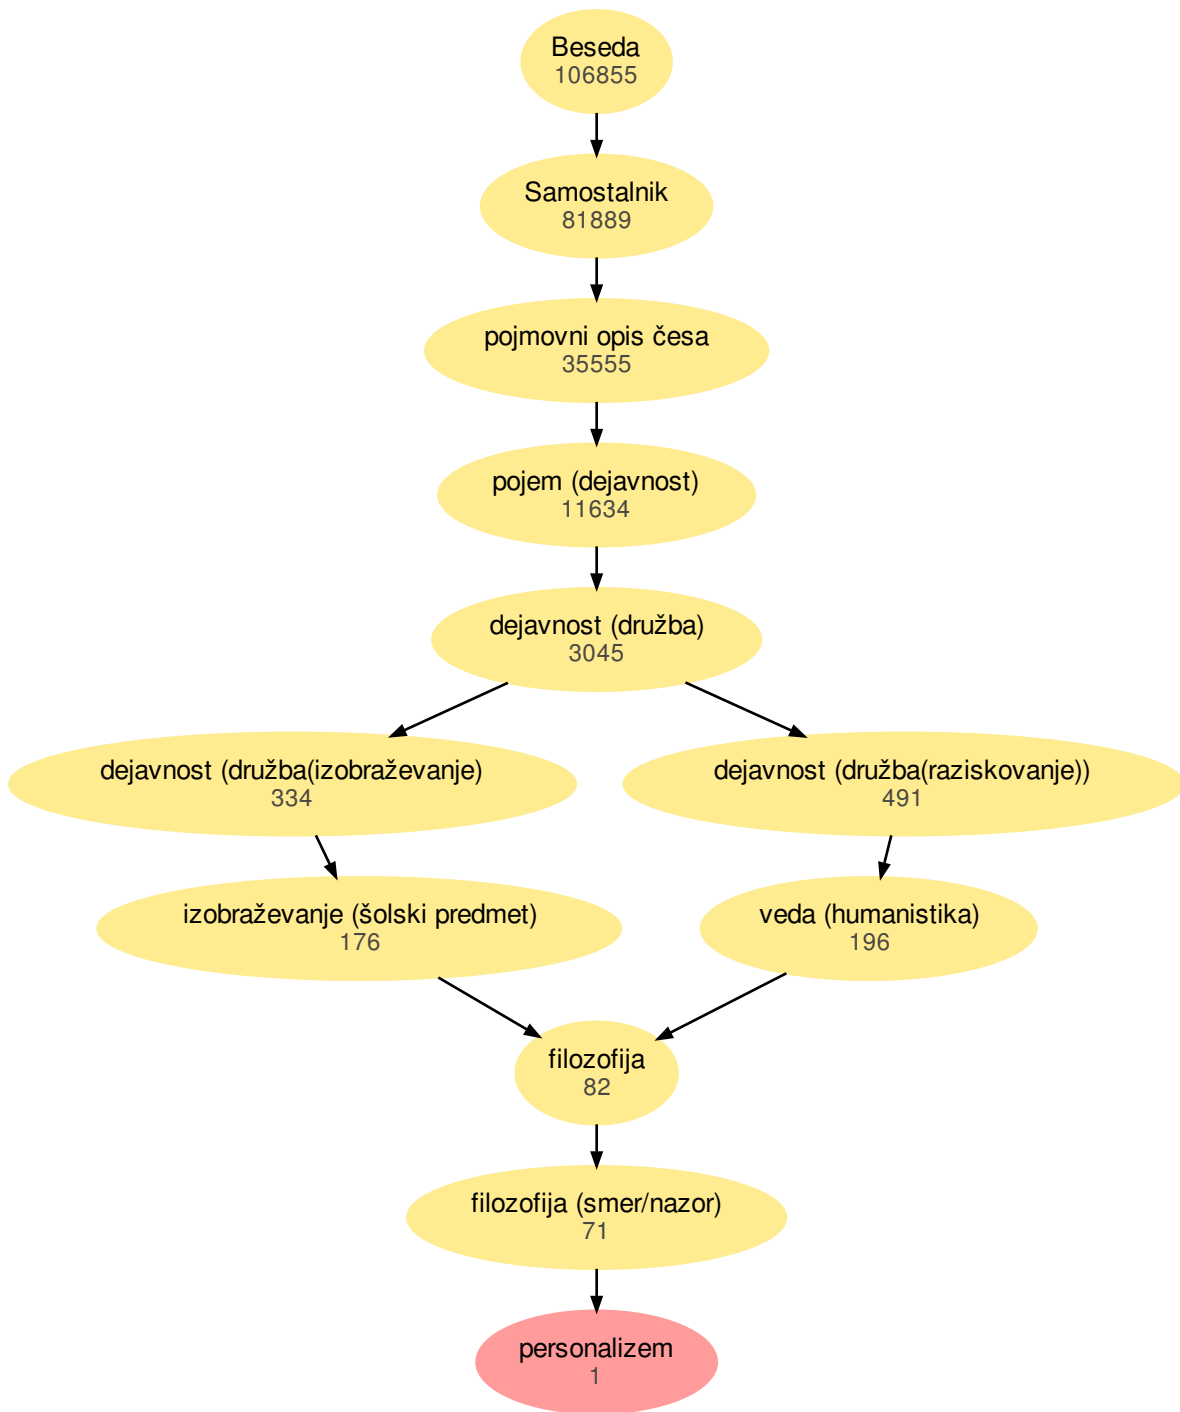 Beseda
106855
Samostalnik
81889
pojmovni opis česa
35555
pojem (dejavnost)
11634
dejavnost (družba)
3045
dejavnost (družba(izobraževanje)
334
dejavnost (družba(raziskovanje))
491
izobraževanje (šolski predmet)
176
veda (humanistika)
196
filozofija
82
filozofija (smer/nazor)
71
personalizem
1